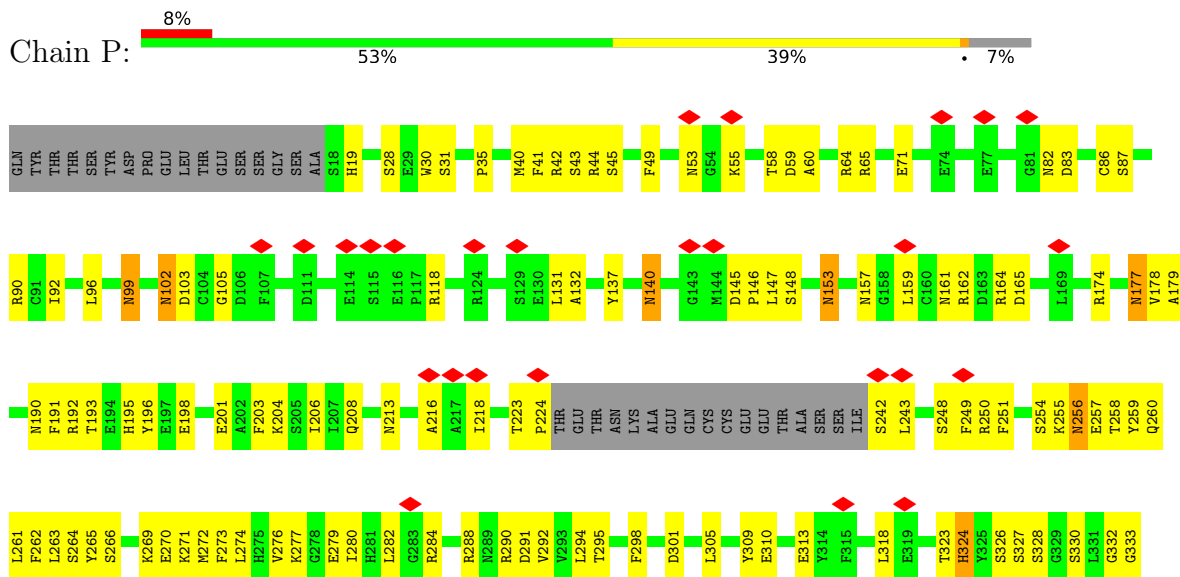 8%
Chain P:
53% 39% • 7%
GLN TYR THR THR SER TYR ASP PRO GLU LEU THR GLU SER SER GLY SER ALA S18 H19 S28 E29 W30 S31 P35 M40 F41 R42 S43 R44 S45 F49 N53 G54 K55 T58 D59 A60 R64 R65 E71 E74 E77 G81 N82 D83 C86 S87
R90 C91 I92 L96 N99 N102 D103 C104 G105 D106 F107 D111 E114 S115 E116 P117 R118 R124 S129 E130 L131 A132 Y137 N140 G143 M144 D145 P146 L147 S148 N153 N157 G158 L159 C160 N161 R162 D163 R164 D165 L169 R174 N177 V178 A179
N190 F191 R192 T193 E194 H195 Y196 E197 E198 E201 A202 F203 K204 S205 I206 I207 Q208 N213 A216 A217 I218 T223 P224 THR GLU THR ASN LYS ALA GLU GLN CYS CYS GLU GLU THR ALA SER SER ILE S242 L243 S248 F249 R250 F251 S254 K255 N256 E257 T258 Y259 Q260
L261 F262 L263 S264 Y265 S266 K269 E270 K271 M272 F273 L274 H275 V276 K277 G278 E279 I280 H281 L282 G283 R284 R288 N289 R290 D291 V292 V293 L294 T295 F298 D301 L305 Y309 E310 E313 Y314 F315 L318 E319 T323 H324 Y325 S326 S327 S328 G329 S330 L331 G332 G333